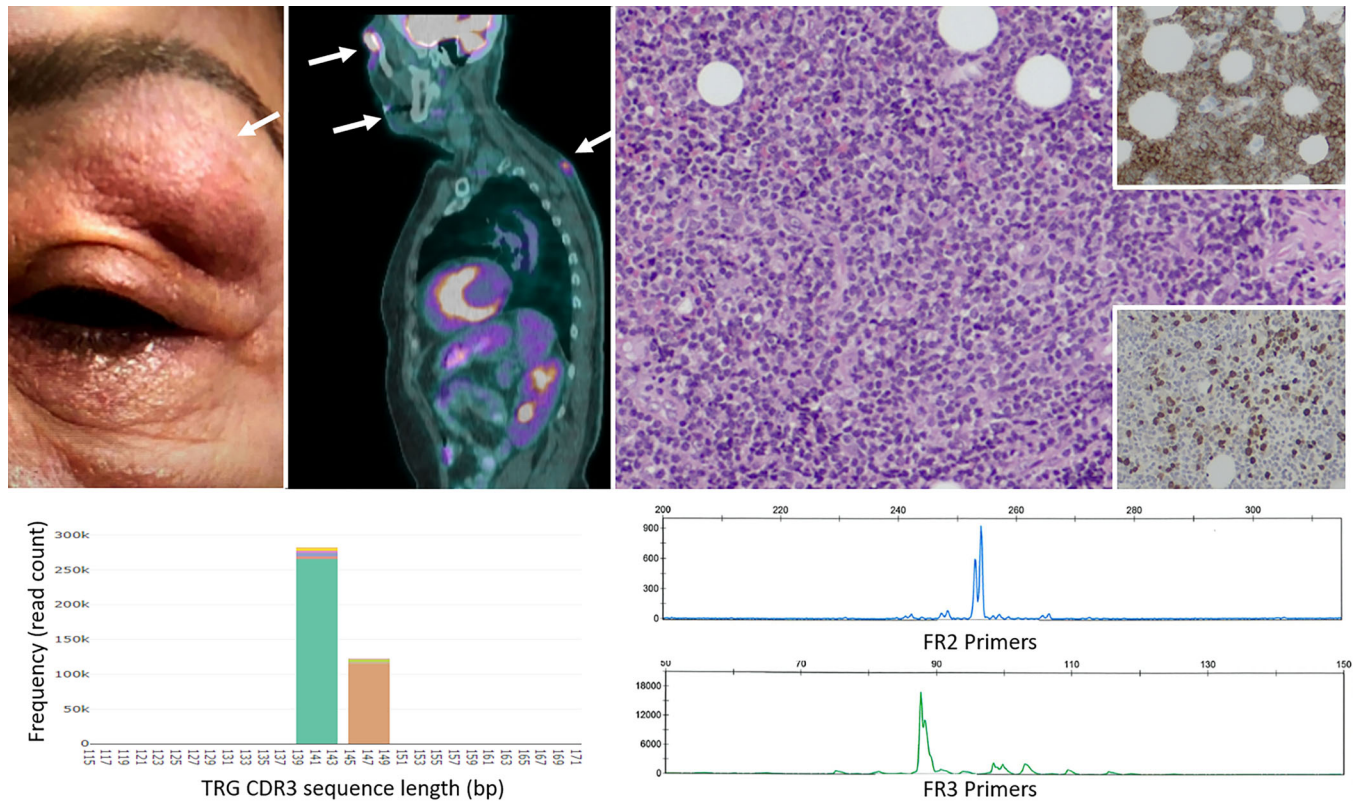 300k
250k
200k
150k
100k
50k
0
Frequency (read count)
115 117 119 121 123 125 127 129 131 133 135 137 139 141 143 145 147 149 151 153 155 157 159 161 163 165 167 169 171
TRG CDR3 sequence length (bp)
200 220 240 260 280 300
900
600
300
0
FR2 Primers
50 70 90 110 130 150
18000
12000
6000
0
FR3 Primers